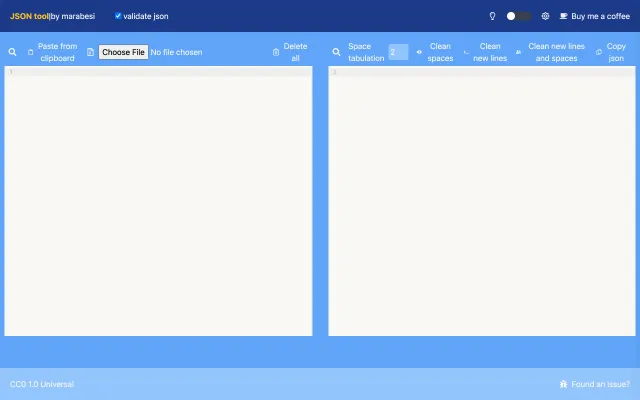 JSON tool|by marabesi
validate json
Buy me a coffee
Paste from
clipboard
Choose File No file chosen
Delete
all
Space
tabulation
2
Clean
spaces
Clean
new lines
Clean new lines
and spaces
Copy
json
1
1
CC0 1.0 Universal
Found an issue?